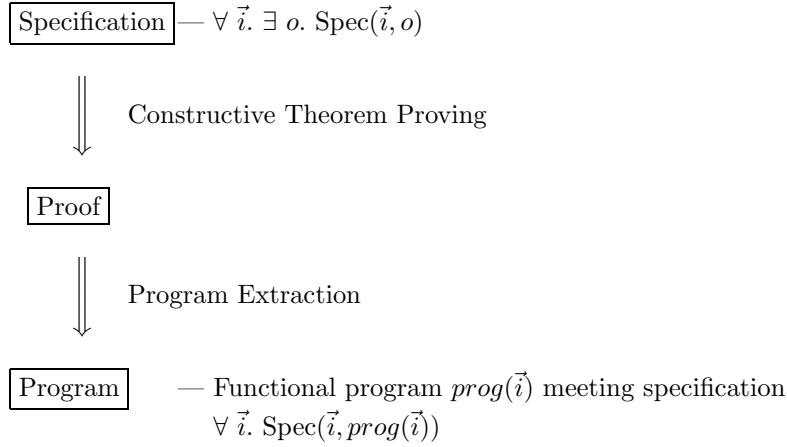 Specification — ∀ i⃗. ∃ o. Spec(i⃗, o)
Constructive Theorem Proving
Proof
Program Extraction
Program — Functional program prog(i⃗) meeting specification
∀ i⃗. Spec(i⃗, prog(i⃗))